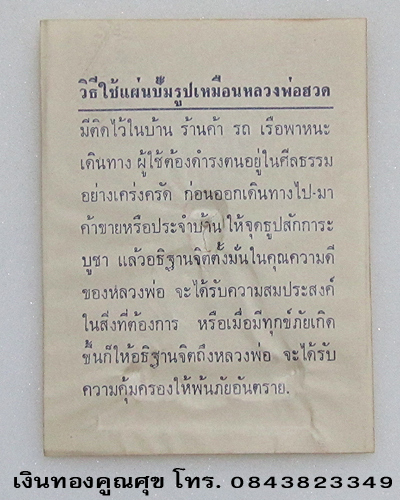 วิธีใช้แผ่นปั๊มรูปเหมือนหลวงพ่อฮวด
มีติดไว้ในบ้าน ร้านค้า รถ เรือพาหนะ
เดินทาง ผู้ใช้ต้องดำรงตนอยู่ในศีลธรรม
อย่างเคร่งครัด ก่อนออกเดินทางไป-มา
ค้าขายหรือประจำบ้าน ให้จุดธูปสักการะ
บูชา แล้วอธิฐานจิตตั้งมั่นในคุณความดี
ของหลวงพ่อ จะได้รับความสมประสงค์
ในสิ่งที่ต้องการ หรือเมื่อมีทุกข์ภัยเกิด
ขึ้นก็ให้อธิฐานจิตถึงหลวงพ่อ จะได้รับ
ความคุ้มครองให้พ้นภัยอันตราย.
เงินทองคูณศุข โทร. 0843823349